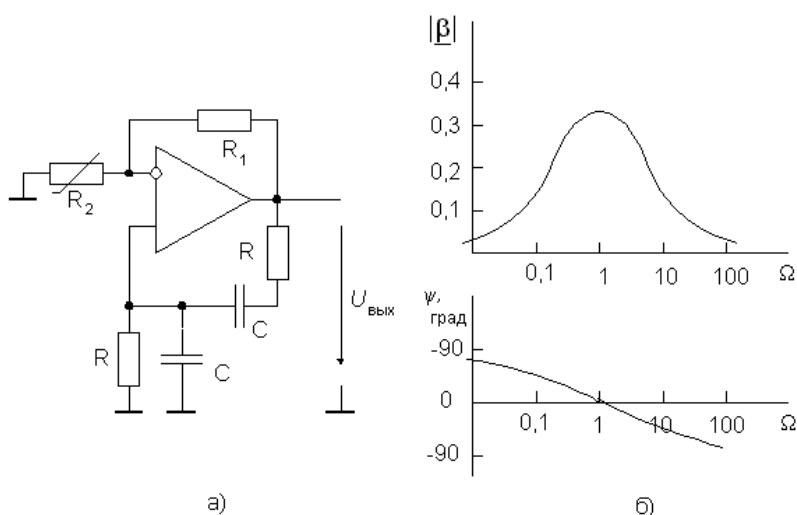 R₁
R₂
R
U вых
C
R
C
а)
|β|
0,4
0,3
0,2
0,1
0,1 1 10 100 Ω
ψ, град
-90
0
0,1 1 10 100 Ω
-90
б)